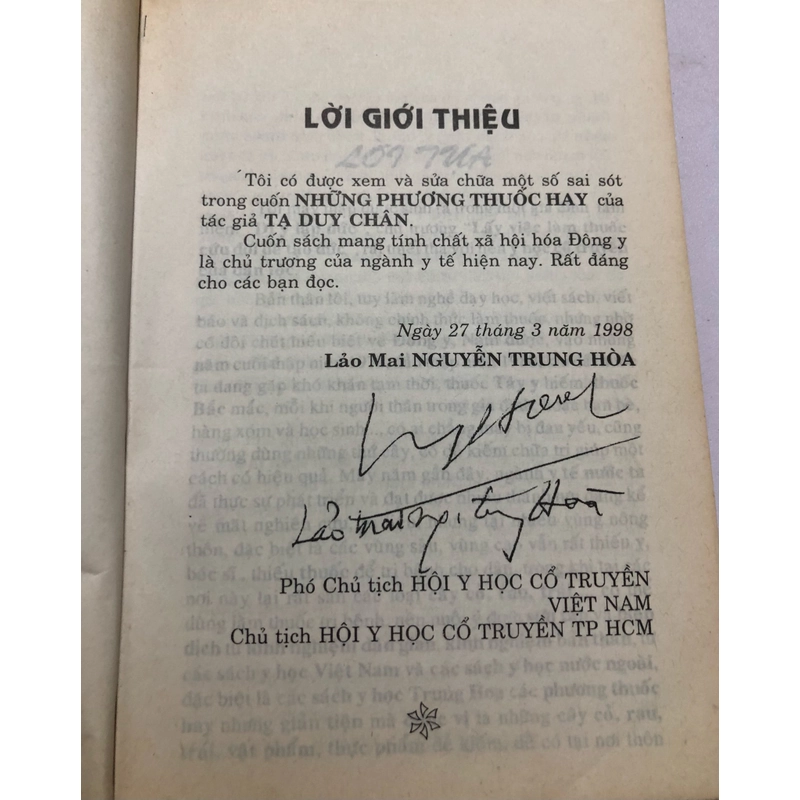 LỜI GIỚI THIỆU
Tôi có được xem và sửa chữa một số sai sót
trong cuốn NHỮNG PHƯƠNG THUỐC HAY của
tác giả TẠ DUY CHÂN.
Cuốn sách mang tính chất xã hội hóa Đông y
là chủ trương của ngành y tế hiện nay. Rất đáng
cho các bạn đọc.
Ngày 27 tháng 3 năm 1998
Lảo Mai NGUYỄN TRUNG HÒA
Lảo Mai Ng. Hòa
Phó Chủ tịch HỘI Y HỌC CỔ TRUYỀN
VIỆT NAM
Chủ tịch HỘI Y HỌC CỔ TRUYỀN TP HCM